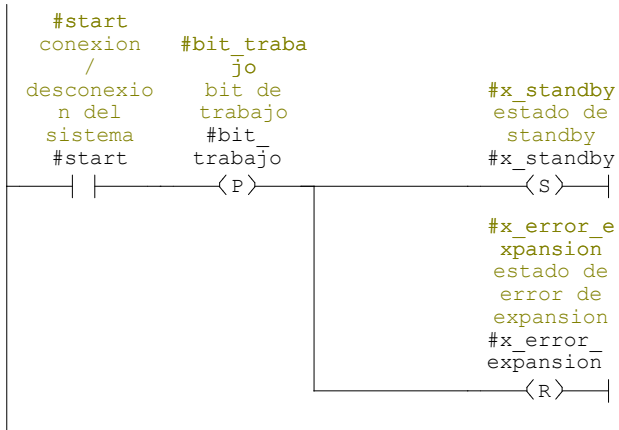 #start
conexion
/
desconexio
n del
sistema
#start
#bit_traba
jo
bit de
trabajo
#bit_
trabajo
P
#x_standby
estado de
standby
#x_standby
S
#x_error_e
xpansion
estado de
error de
expansion
#x_error_
expansion
R